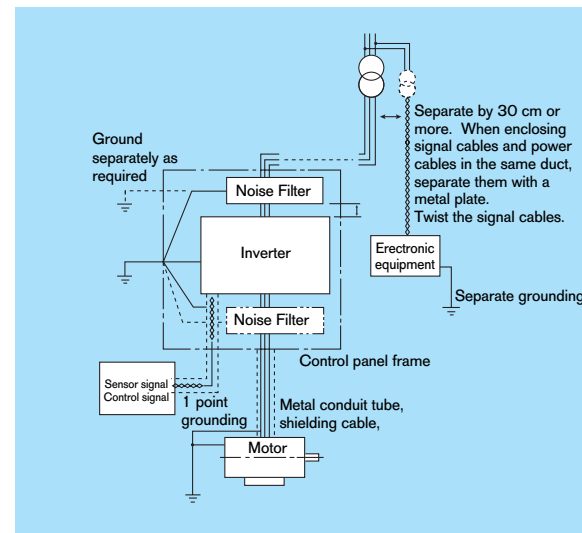 Separate by 30 cm or
more. When enclosing
signal cables and power
cables in the same duct,
separate them with a
metal plate.
Twist the signal cables.
Ground
separately as
required
Noise Filter
Inverter
Erectronic
equipment
Separate grounding
Noise Filter
Control panel frame
Sensor signal
Control signal
1 point
grounding
Metal conduit tube,
shielding cable,
Motor